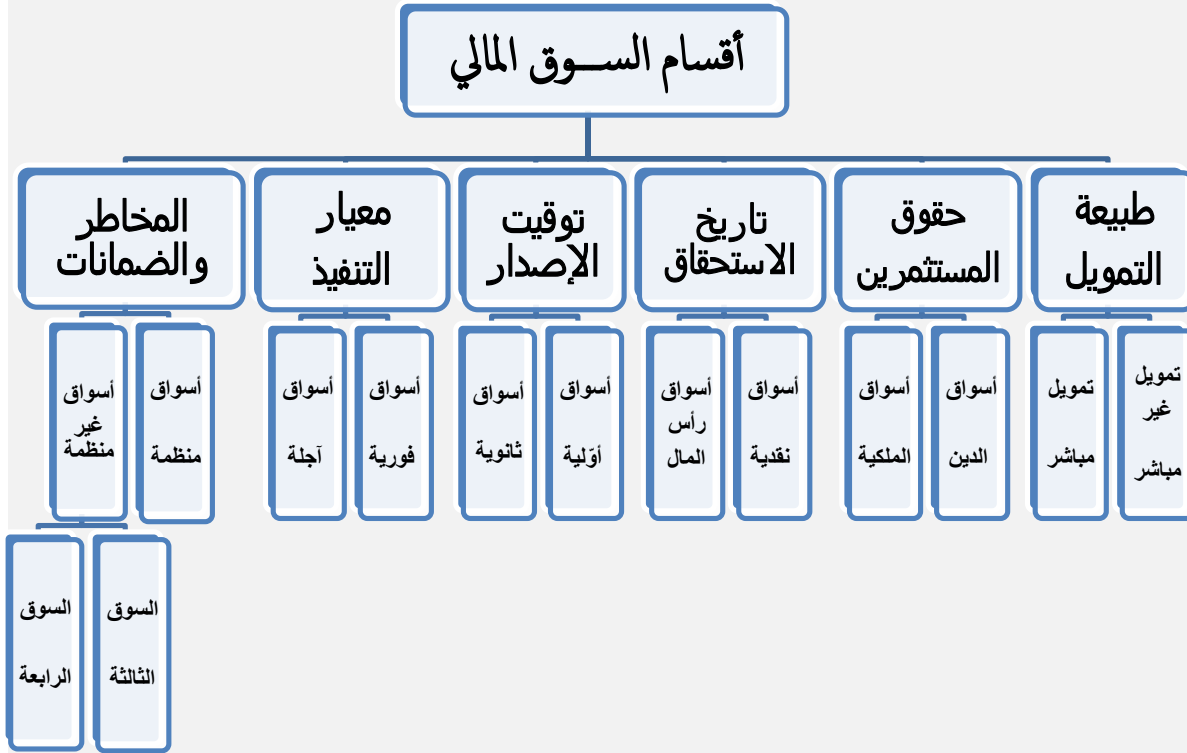 أقسام الســوق المالي
طبيعة
التمويل
حقوق
المستثمرين
تاريخ
الاستحقاق
توقيت
الإصدار
معيار
التنفيذ
المخاطر
والضمانات
تمويل
غير
مباشر
تمويل
مباشر
أسواق
الدين
أسواق
الملكية
أسواق
نقدية
أسواق
رأس
المال
أسواق
أوّلية
أسواق
ثانوية
أسواق
فورية
أسواق
آجلة
أسواق
منظمة
أسواق
غير
منظمة
السوق
الثالثة
السوق
الرابعة